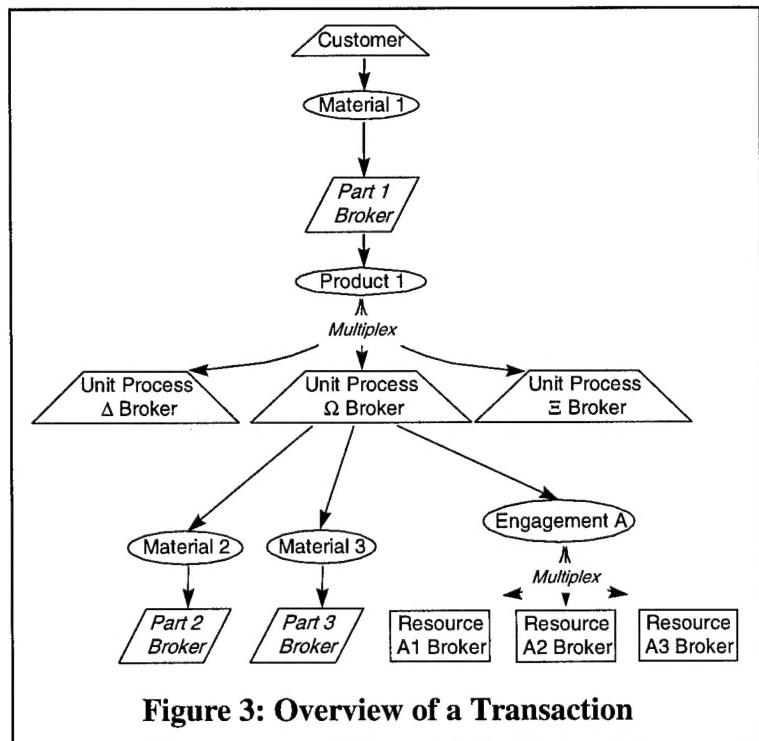 Customer
Material 1
Part 1
Broker
Product 1
Multiplex
Unit Process
Δ Broker
Unit Process
Ω Broker
Unit Process
Ξ Broker
Material 2
Material 3
Engagement A
Multiplex
Part 2
Broker
Part 3
Broker
Resource
A1 Broker
Resource
A2 Broker
Resource
A3 Broker
Figure 3: Overview of a Transaction